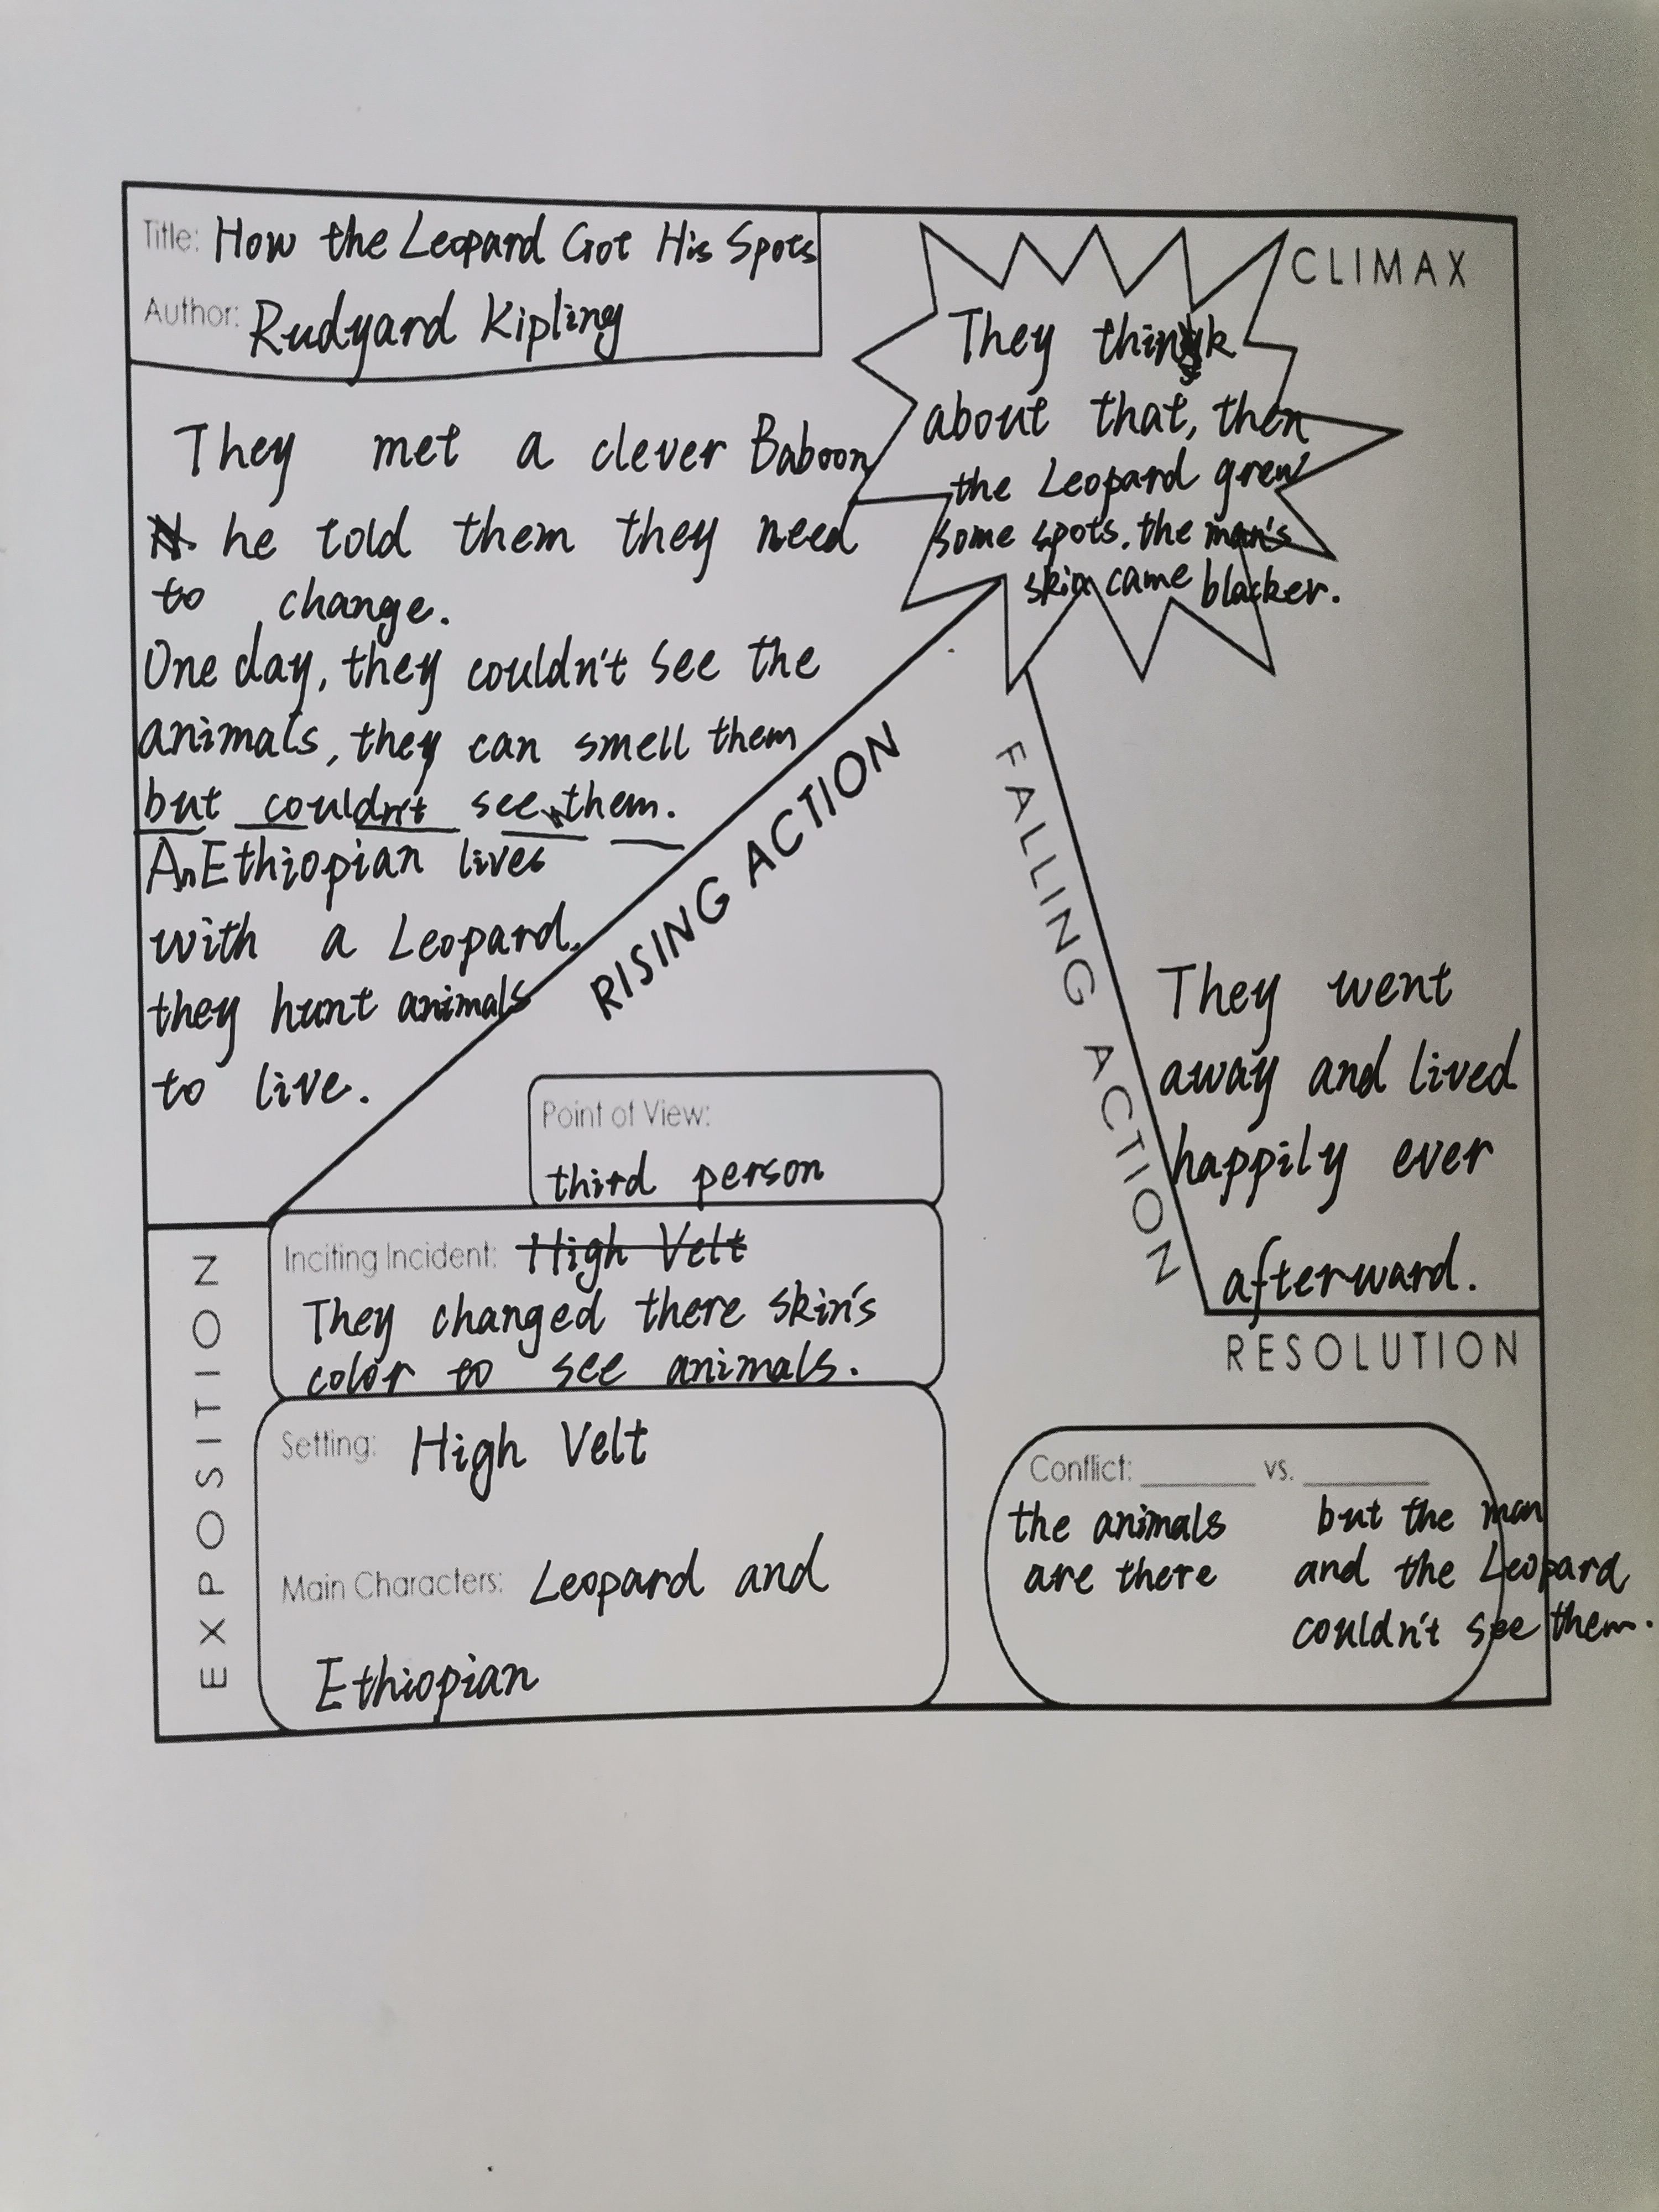 Title: How the Leopard Got His Spots
Author: Rudyard Kipling
CLIMAX
They think
about that, then
the Leopard grew
some spots. the man's
skin came blacker.
They met a clever Baboon
he told them they need
to change.
One day, they couldn't see the
animals, they can smell them
but couldn't see them.
An Ethiopian lives
with a Leopard.
they hunt animals
to live.
RISING ACTION
FALLING ACTION
They went
away and lived
happily ever
afterward.
RESOLUTION
Point of View:
third person
EXPOSITION
Inciting Incident: High Velt
They changed there skin's
color to see animals.
Setting: High Velt
Main Characters: Leopard and
Ethiopian
Conflict: ________ vs. ________
the animals but the man
are there and the Leopard
couldn't see them.